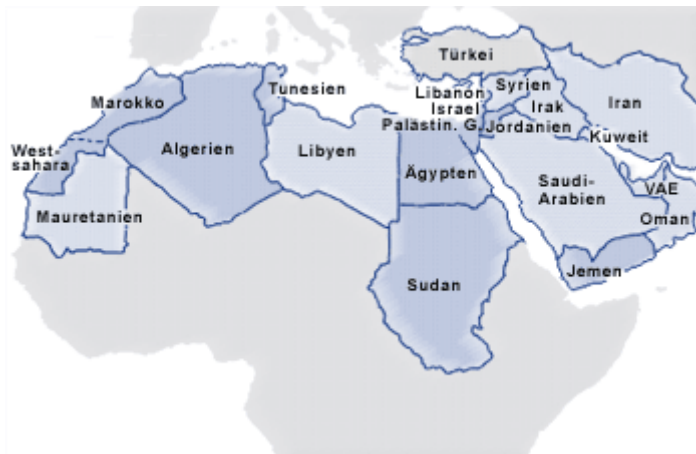 Türkei
Tunesien
Marokko
Syrien
Libanon
Israel
Irak
Iran
Palästin. G.
Jordanien
Kuweit
West-
sahara
Algerien
Libyen
Ägypten
Saudi-
Arabien
VAE
Mauretanien
Oman
Jemen
Sudan